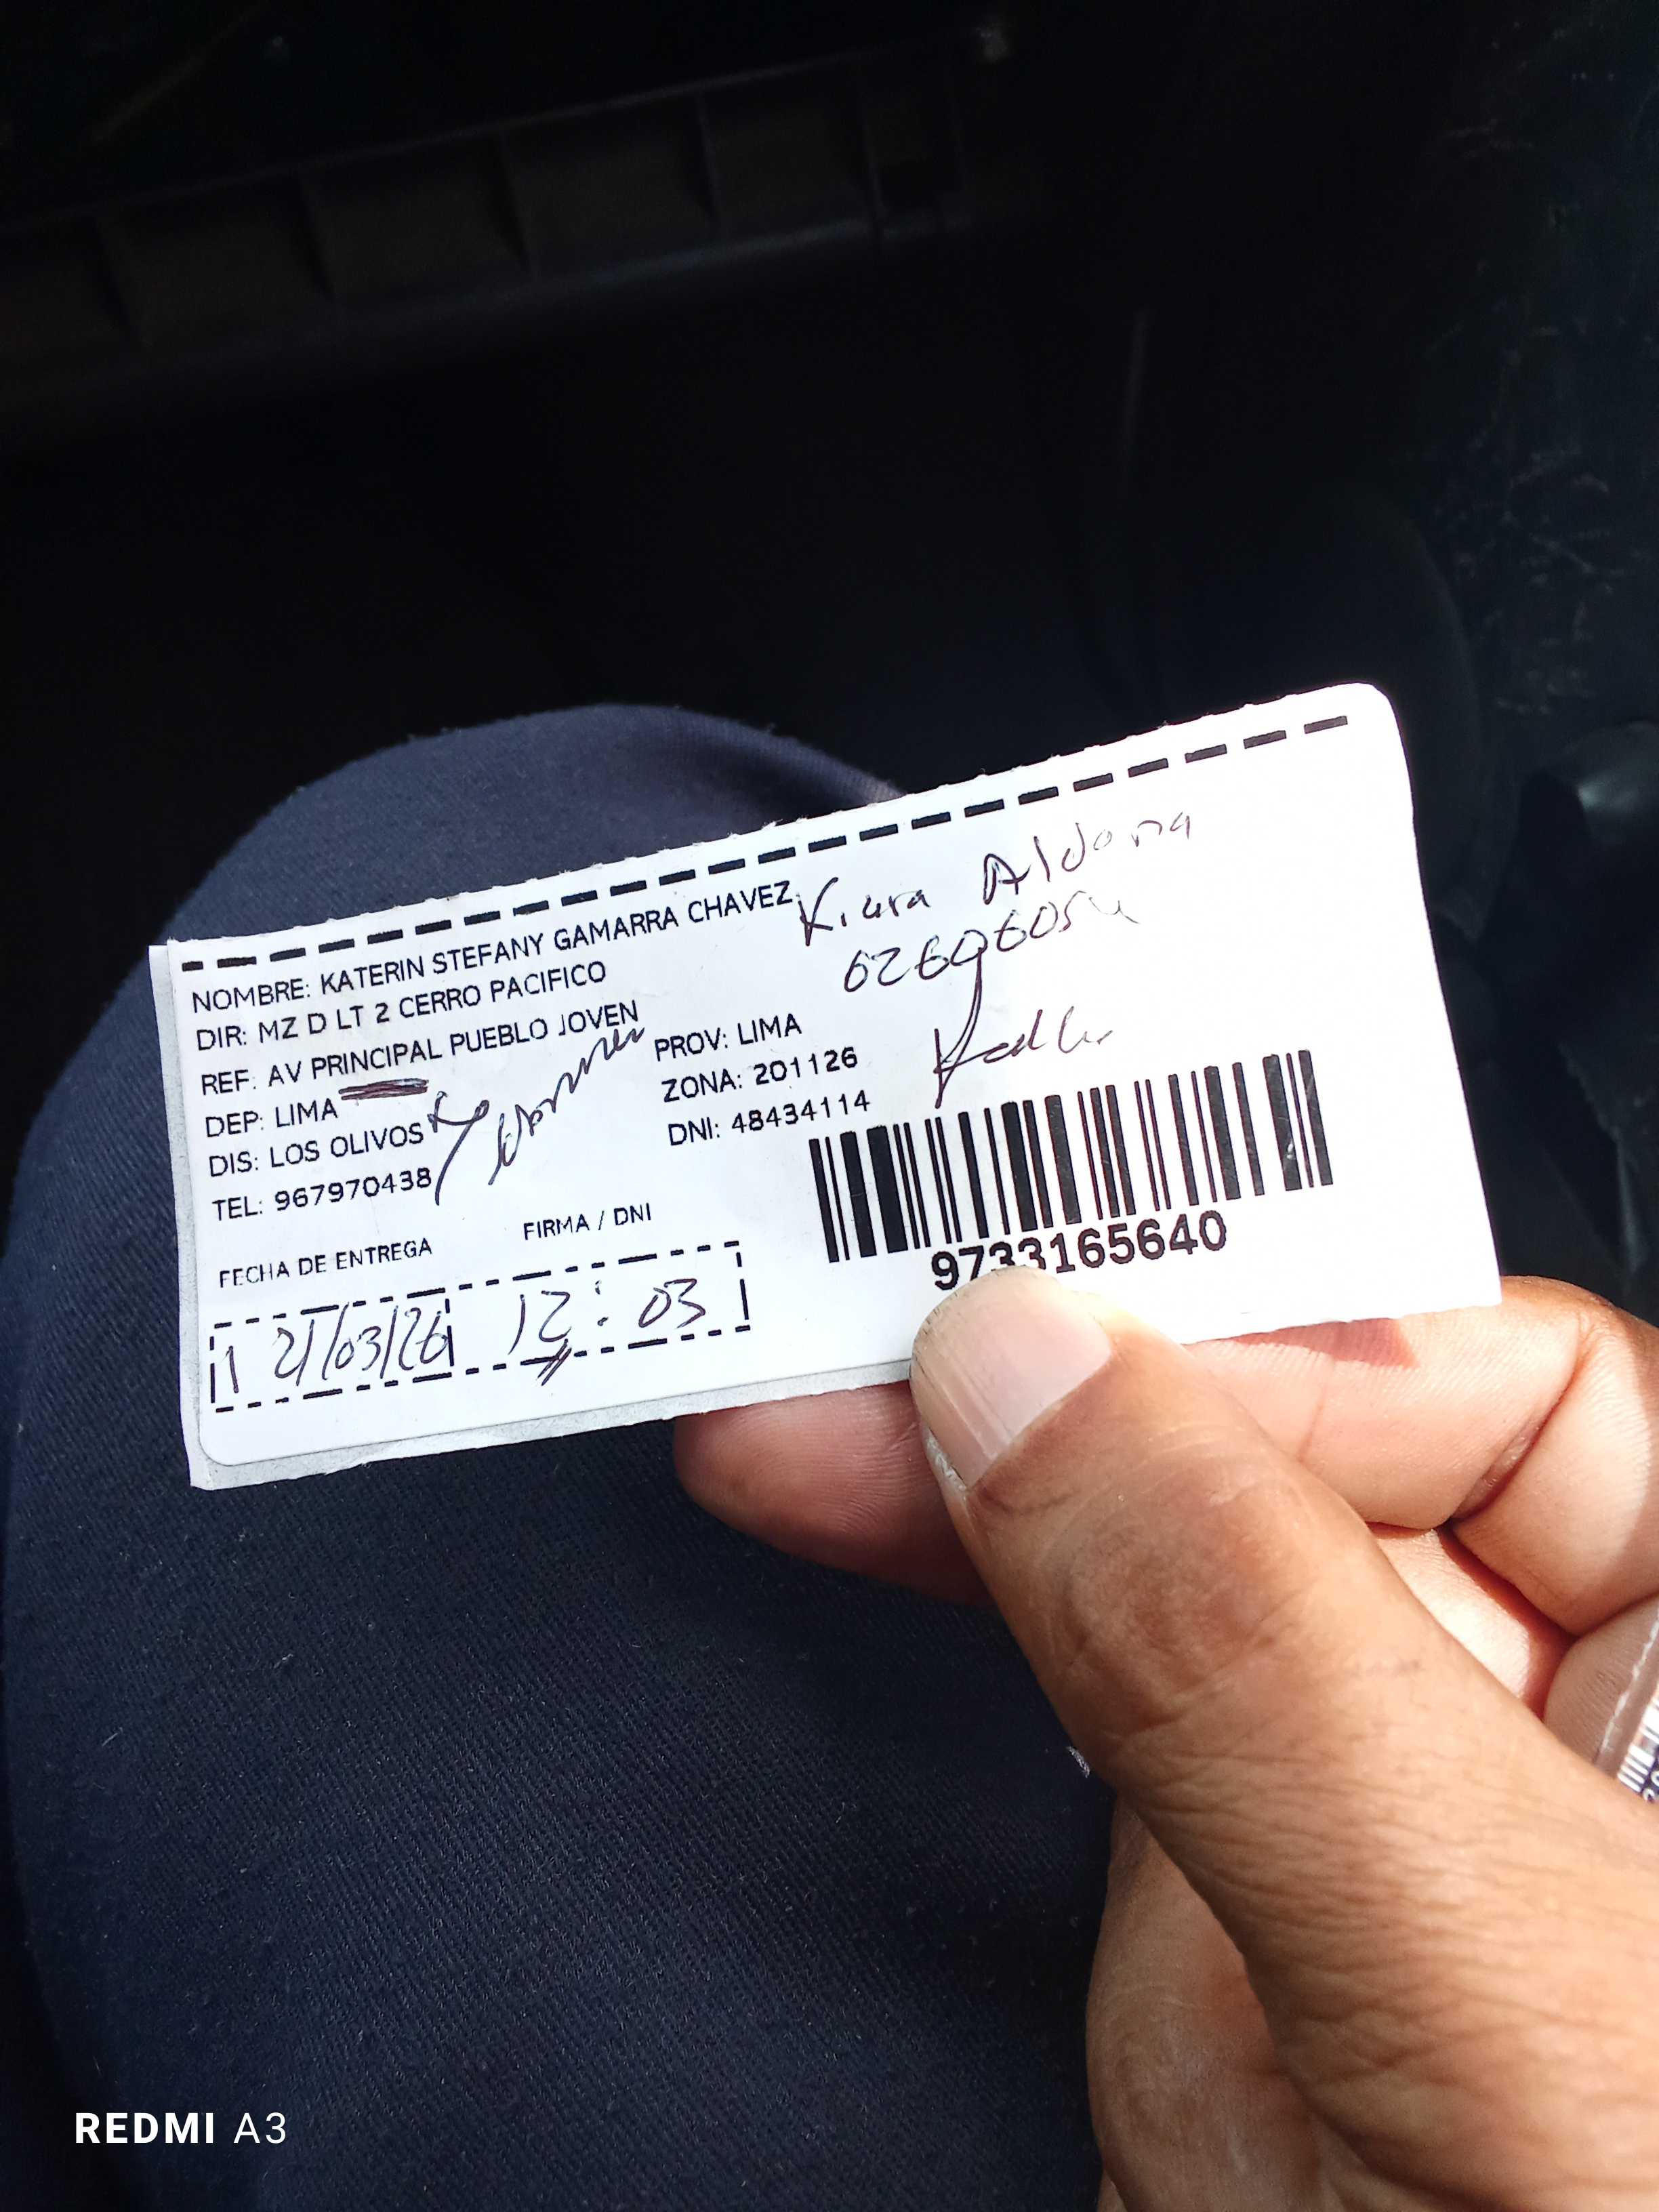 NOMBRE: KATERIN STEFANY GAMARRA CHAVEZ
Kiara Aldona
DIR: MZ D LT 2 CERRO PACIFICO
REF: AV PRINCIPAL PUEBLO JOVEN
DEP: LIMA
PROV: LIMA
DIS: LOS OLIVOS
ZONA: 201126
TEL: 967970438
DNI: 48434114
FECHA DE ENTREGA
FIRMA / DNI
21/03/26
12:03
9733165640
REDMI A3